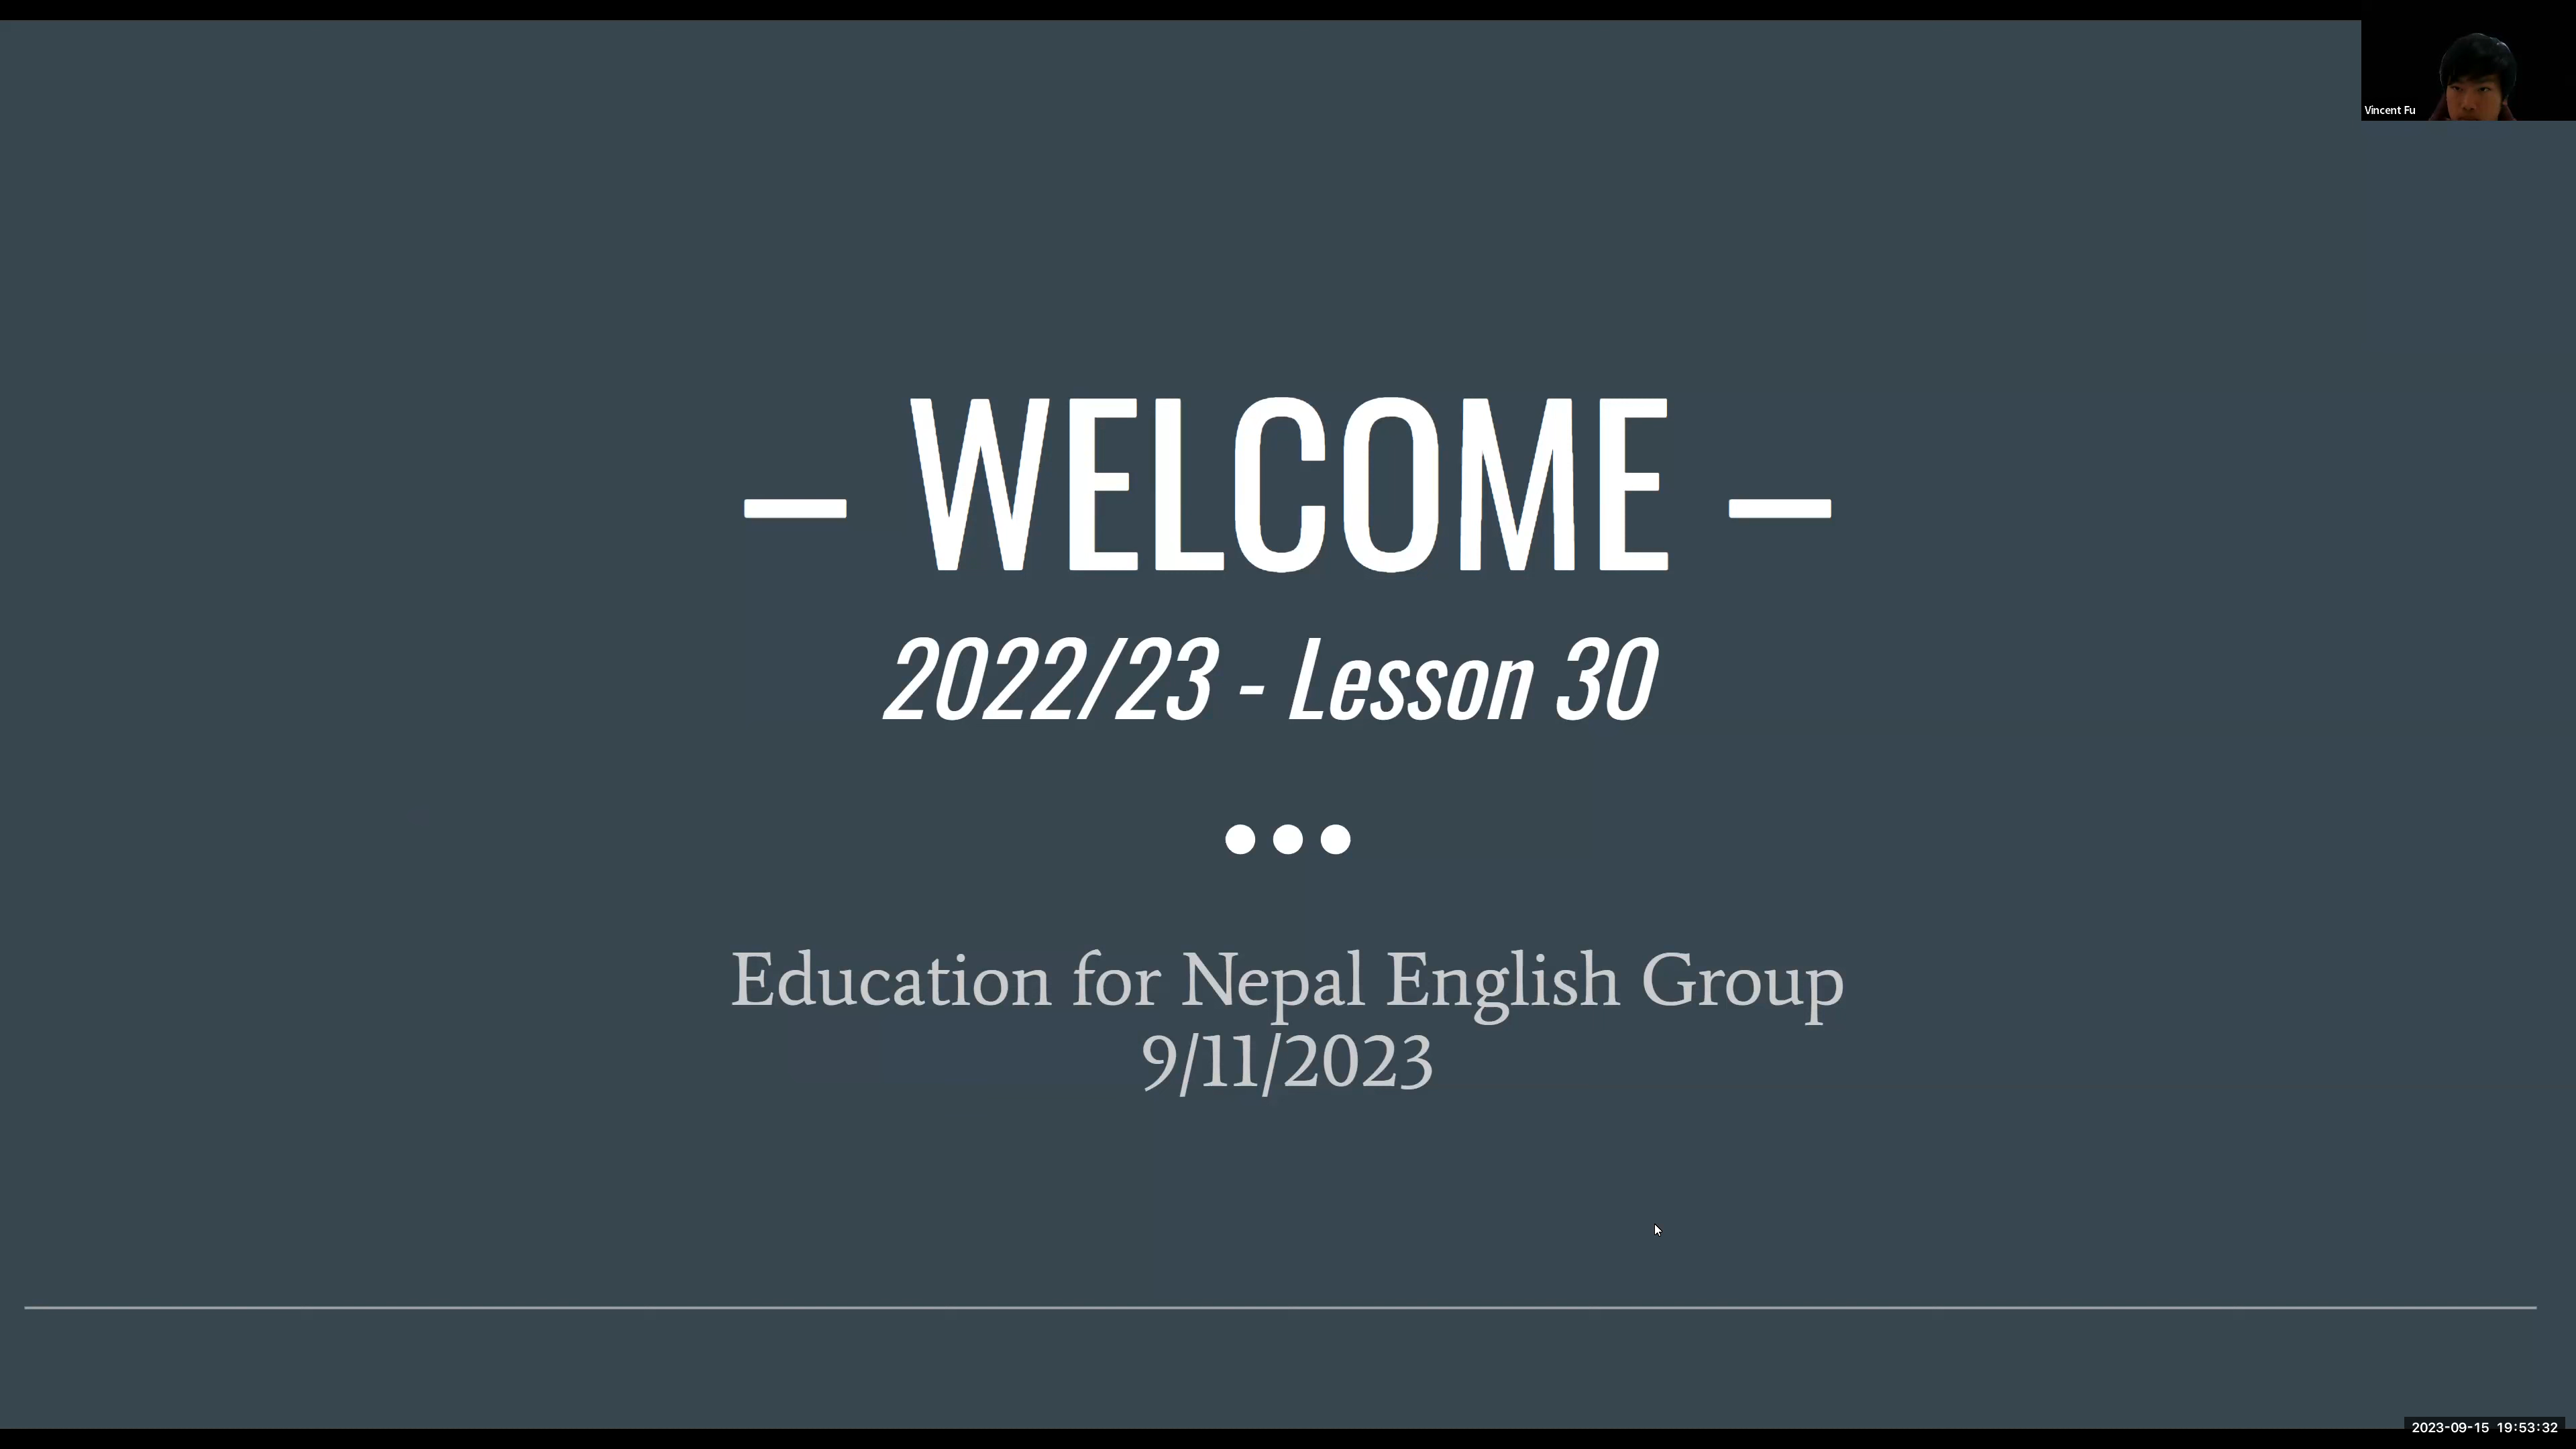 Vincent Fu
– WELCOME –
2022/23 - Lesson 30
Education for Nepal English Group
9/11/2023
2023-09-15 19:53:32